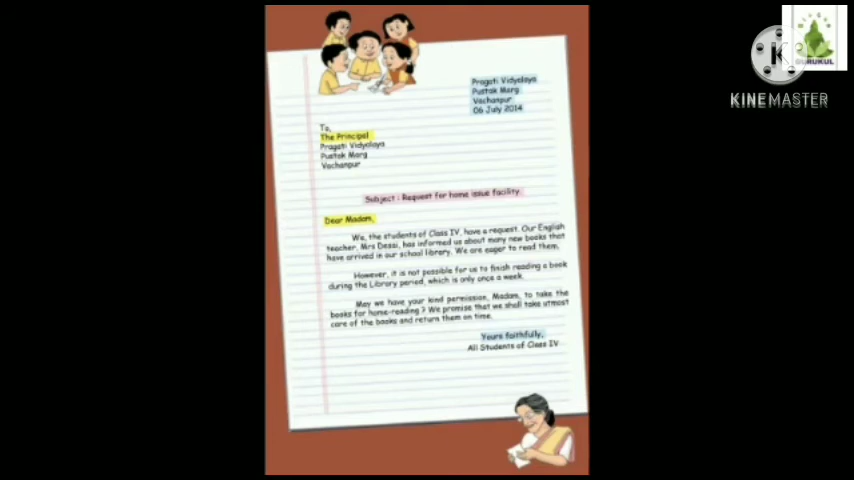 Pragati Vidyalaya
Pustak Marg
Vachanpur
06 July 2014
To,
The Principal
Pragati Vidyalaya
Pustak Marg
Vachanpur
Subject : Request for home issue facility.
Dear Madam,
We, the students of Class IV, have a request. Our English
teacher, Mrs Desai, has informed us about many new books that
have arrived in our school library. We are eager to read them.
However, it is not possible for us to finish reading a book
during the Library period, which is only once a week.
May we have your kind permission, Madam, to take the
books for home-reading ? We promise that we shall take utmost
care of the books and return them on time.
Yours faithfully,
All Students of Class IV
GURUKUL
K
KINEMASTER